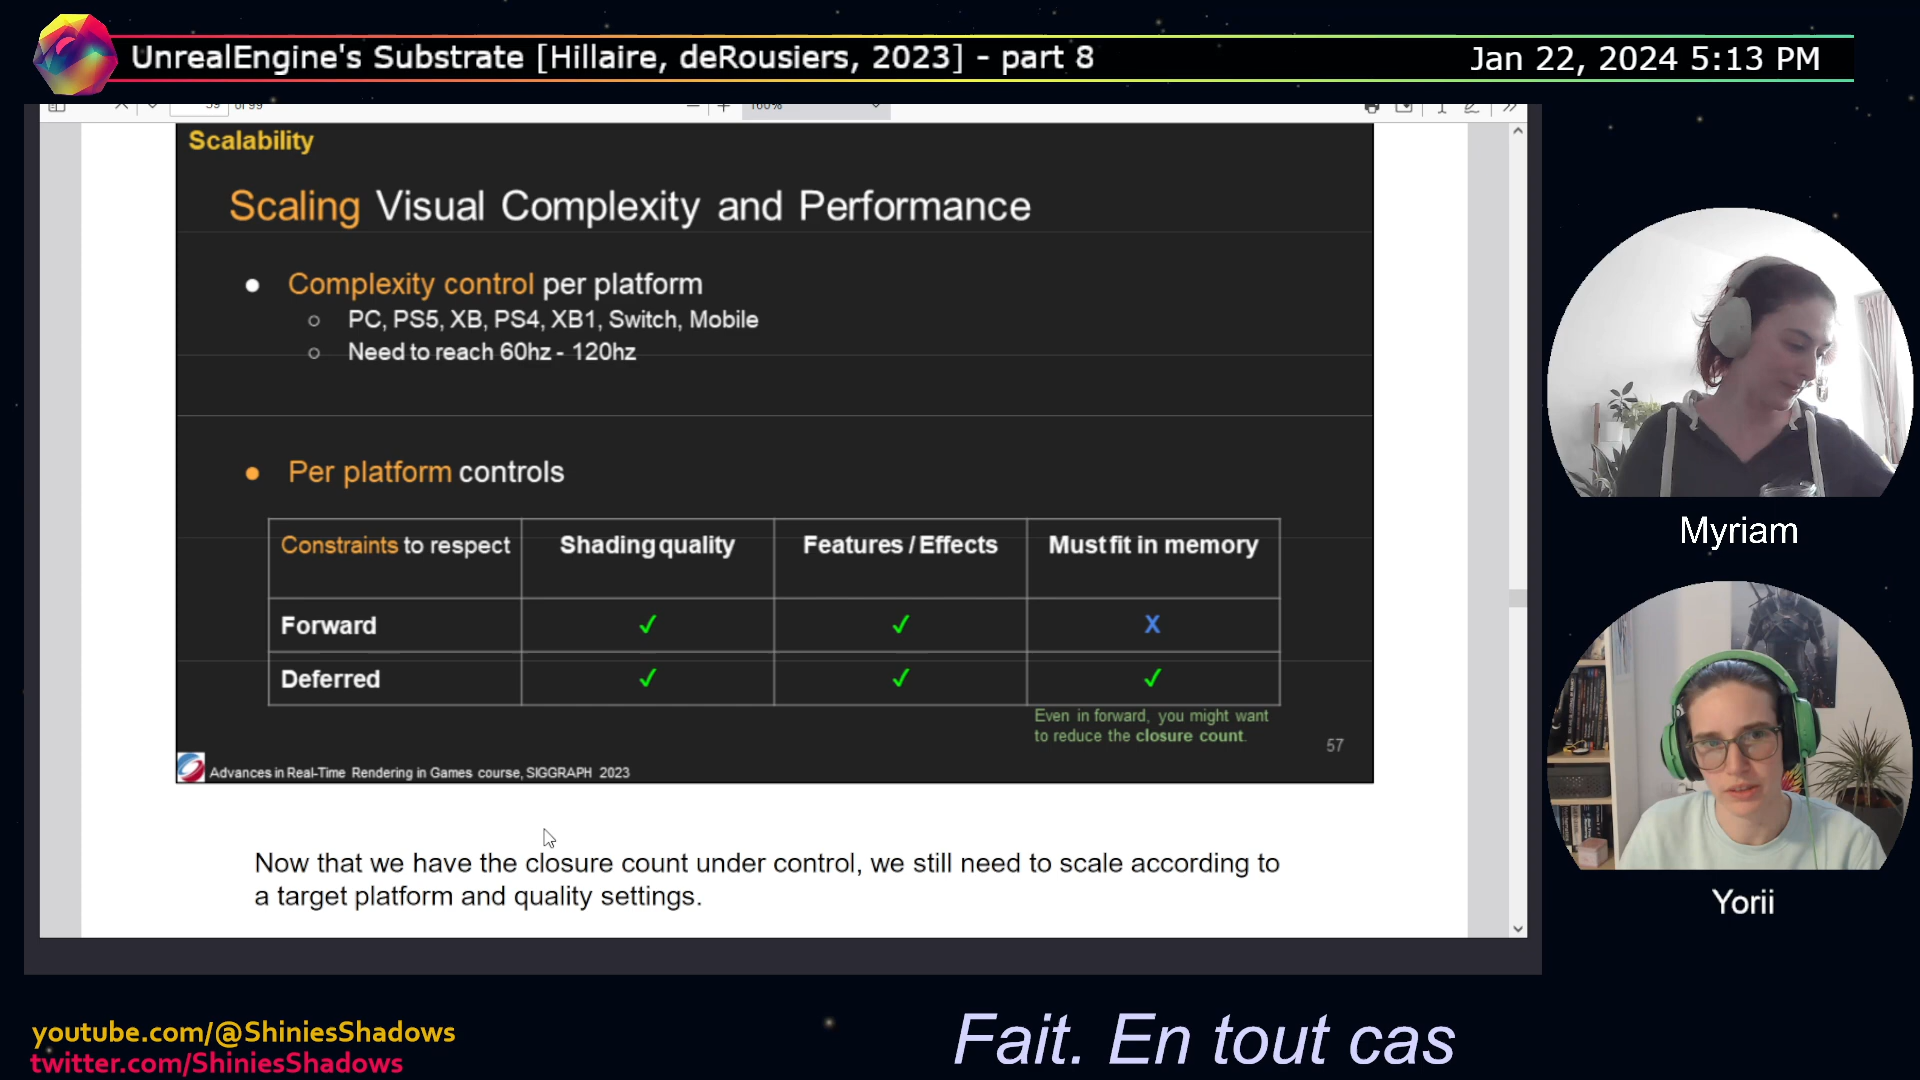 UnrealEngine's Substrate [Hillaire, deRousiers, 2023] - part 8
Jan 22, 2024 5:13 PM
59 of 99
160%
Scalability
Scaling Visual Complexity and Performance
Complexity control per platform
PC, PS5, XB, PS4, XB1, Switch, Mobile
Need to reach 60hz - 120hz
Per platform controls
Constraints to respect Shading quality Features / Effects Must fit in memory
Forward ✓ ✓ X
Deferred ✓ ✓ ✓
Even in forward, you might want
to reduce the closure count.
57
Advances in Real-Time Rendering in Games course, SIGGRAPH 2023
Now that we have the closure count under control, we still need to scale according to
a target platform and quality settings.
Myriam
Yorii
youtube.com/@ShiniesShadows
twitter.com/ShiniesShadows
Fait. En tout cas